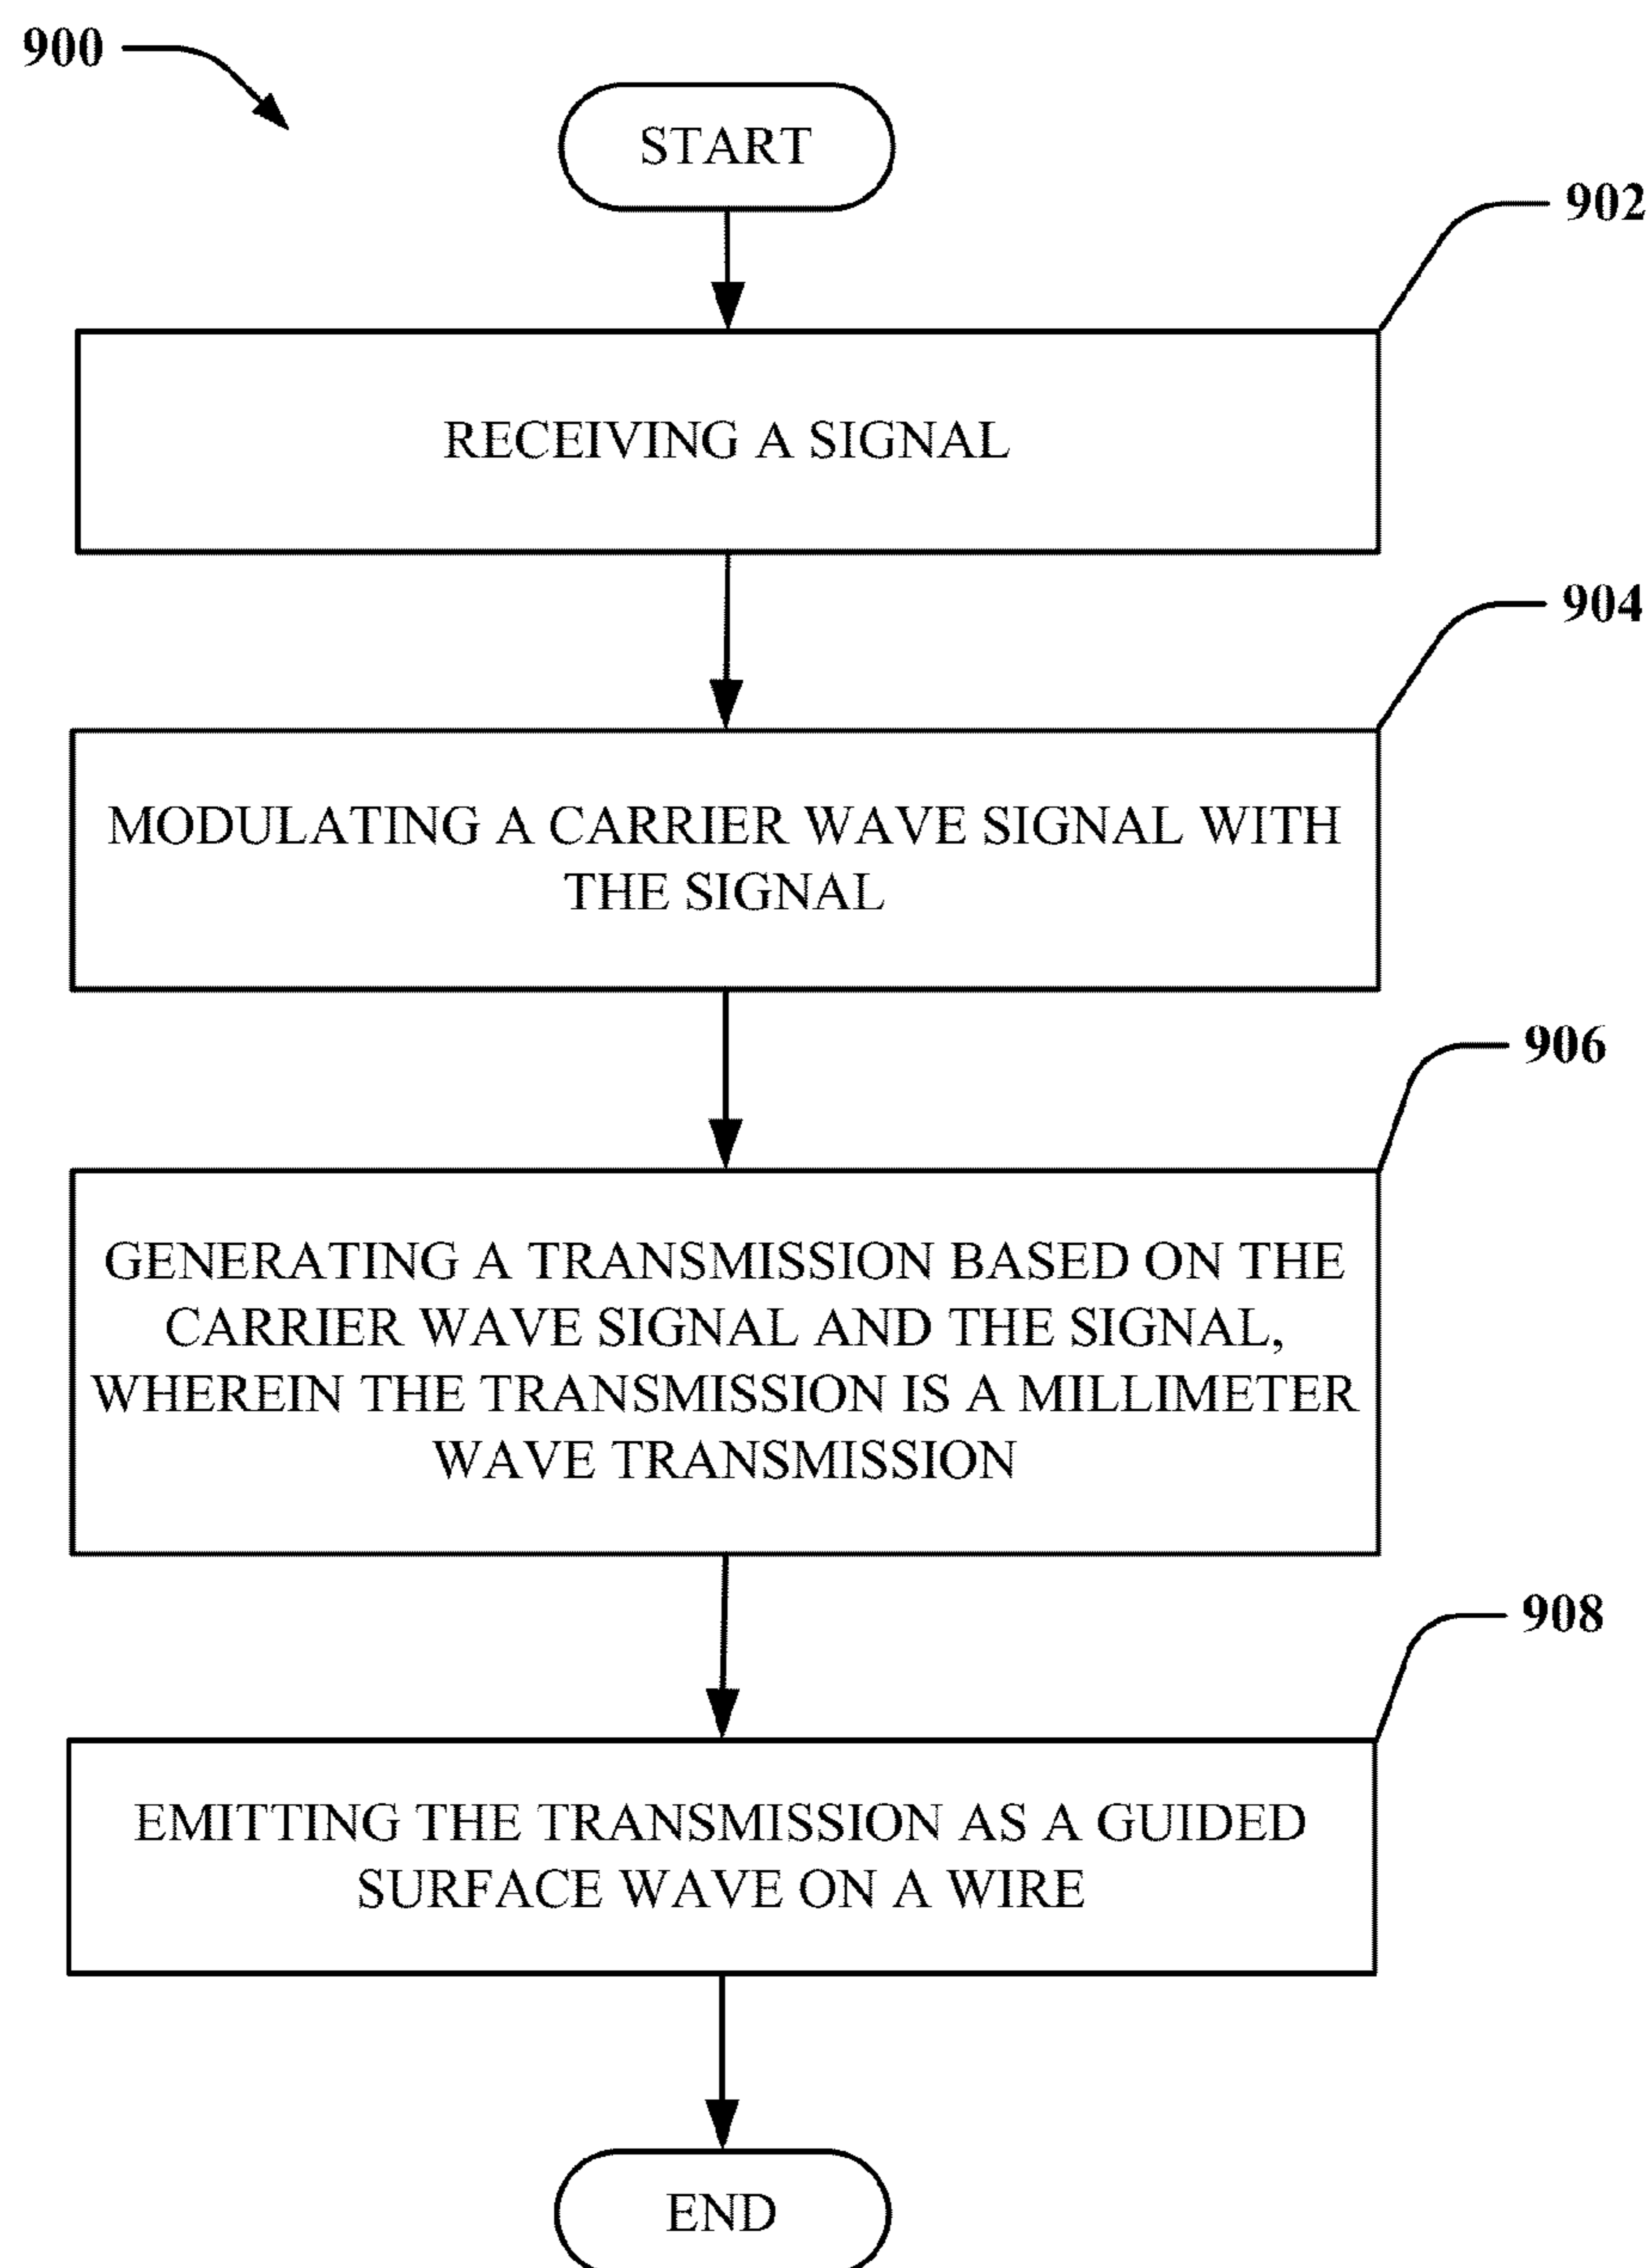 900
START
902
RECEIVING A SIGNAL
904
MODULATING A CARRIER WAVE SIGNAL WITH
THE SIGNAL
906
GENERATING A TRANSMISSION BASED ON THE
CARRIER WAVE SIGNAL AND THE SIGNAL,
WHEREIN THE TRANSMISSION IS A MILLIMETER
WAVE TRANSMISSION
908
EMITTING THE TRANSMISSION AS A GUIDED
SURFACE WAVE ON A WIRE
END